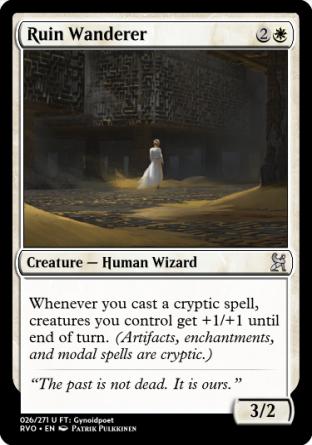 Ruin Wanderer 2
Creature — Human Wizard
Whenever you cast a cryptic spell,
creatures you control get +1/+1 until
end of turn. (Artifacts, enchantments,
and modal spells are cryptic.)
“The past is not dead. It is ours.”
3/2
026/271 U FT: Gynoidpoet
RVO • EN Patrik Pulkkinen